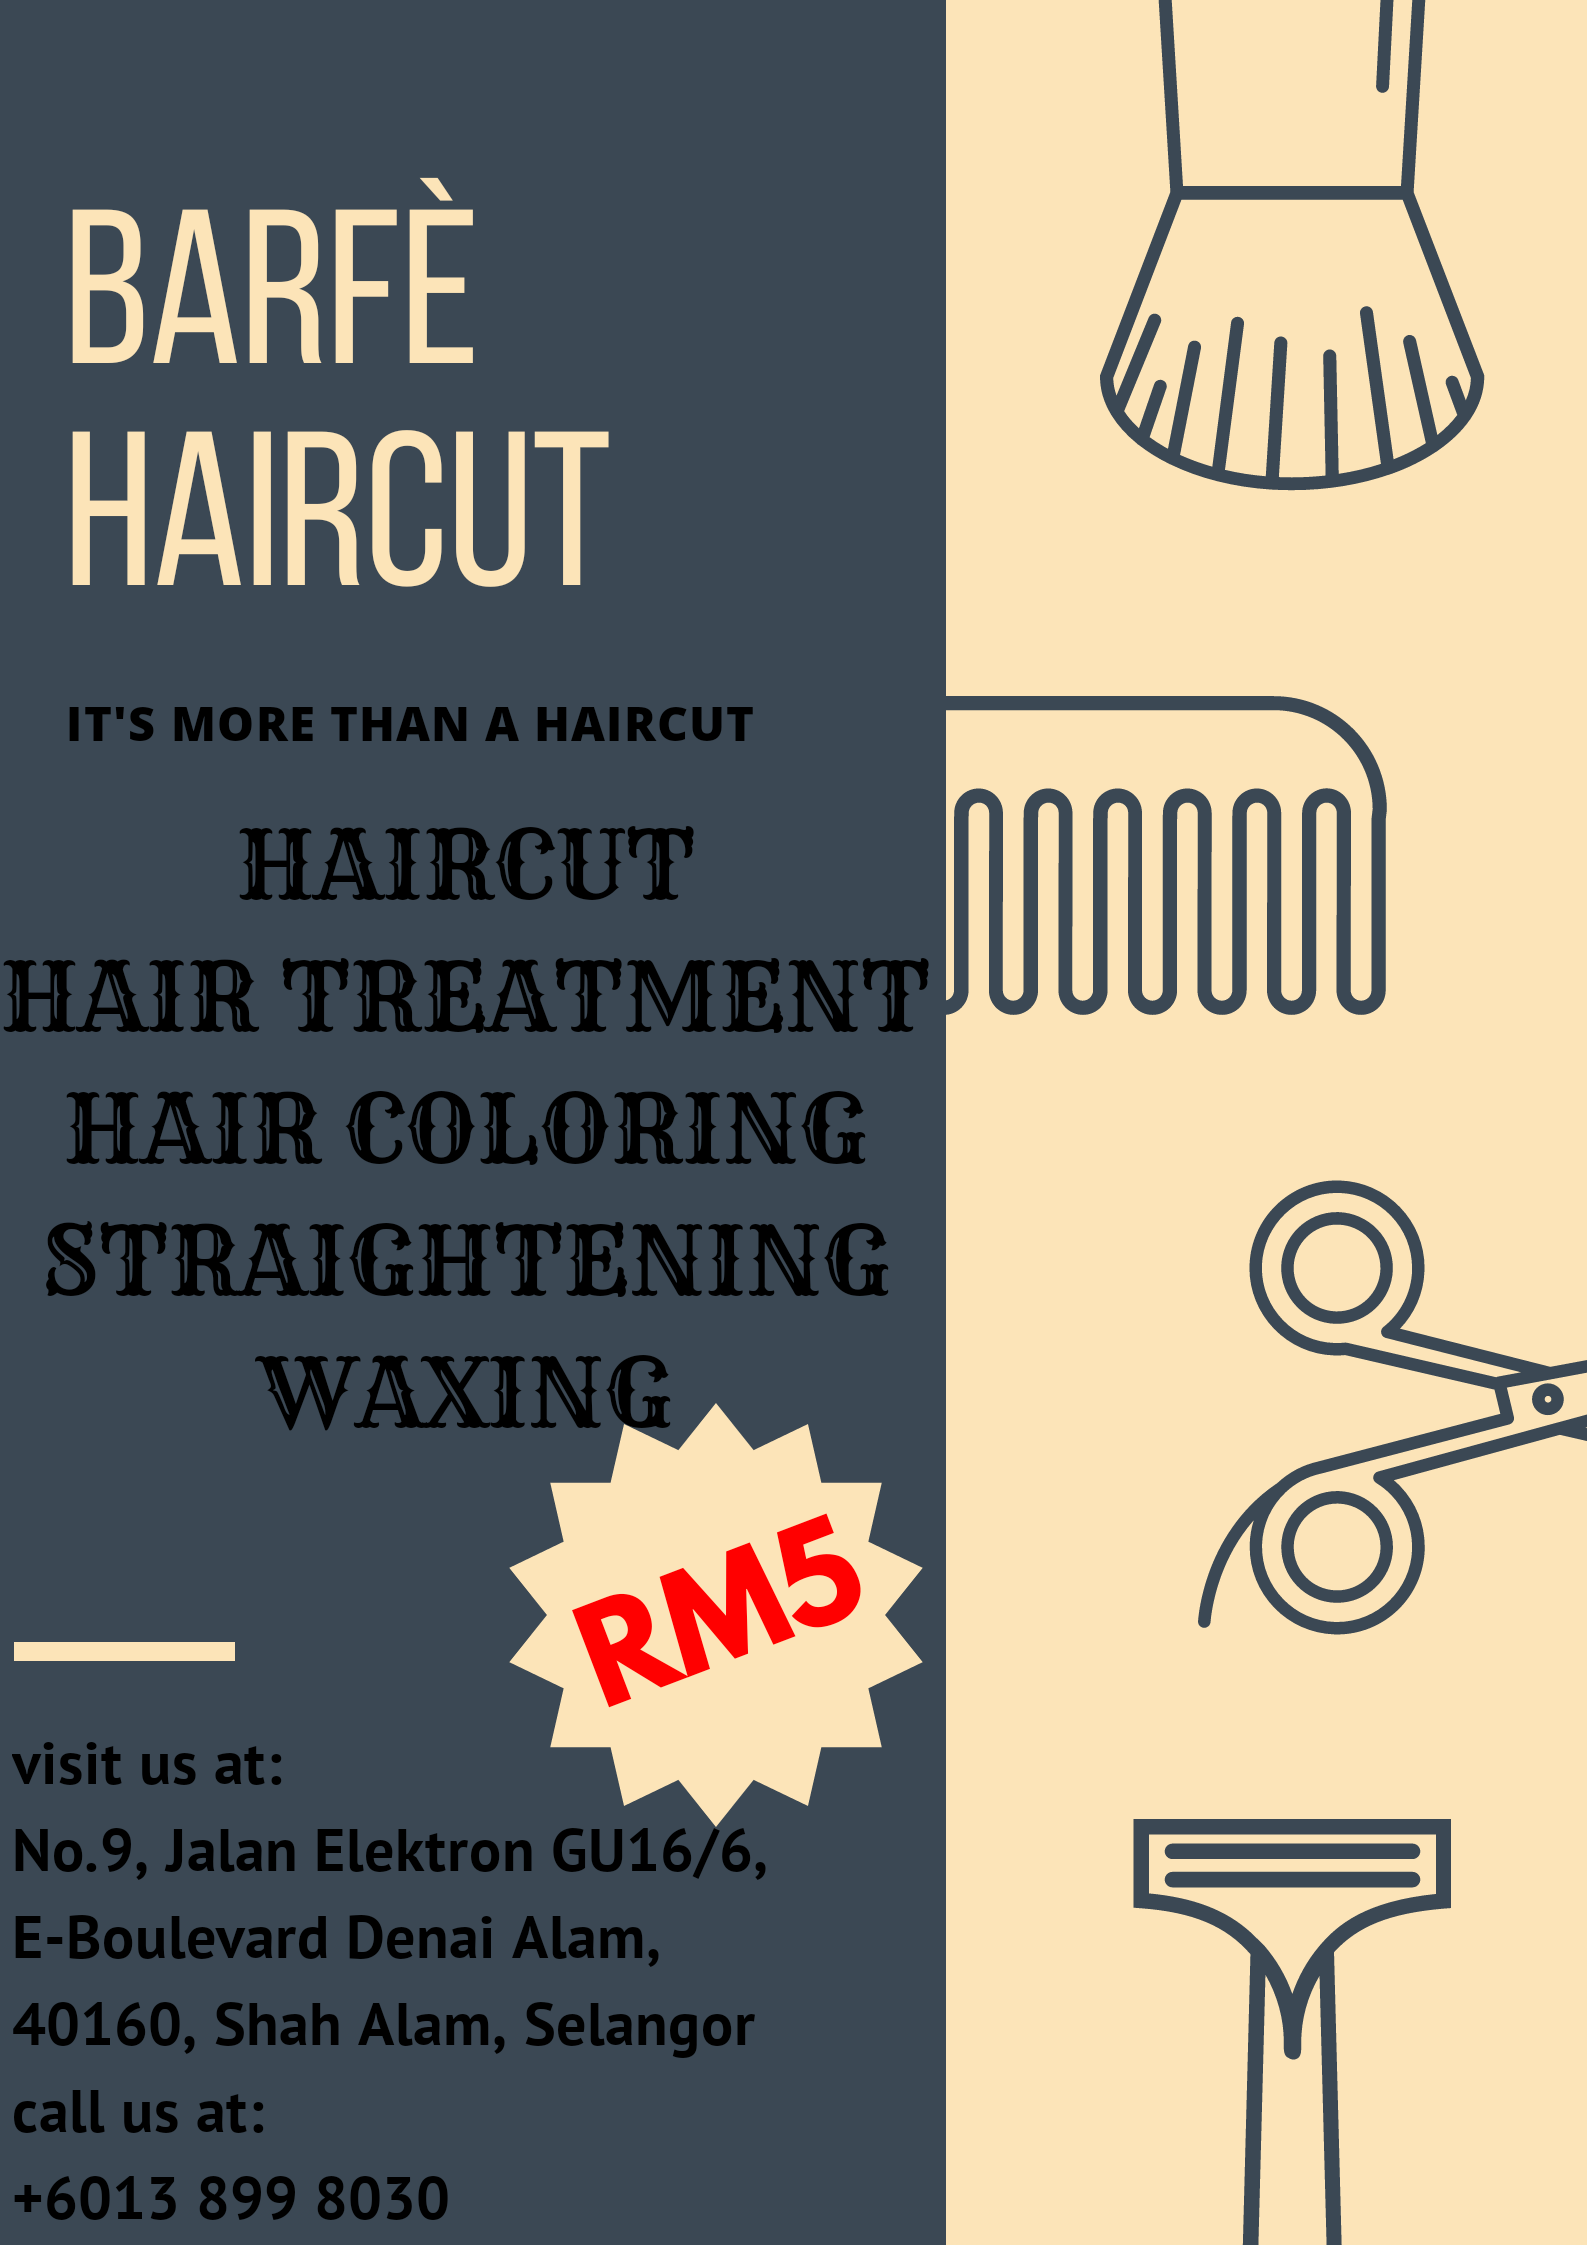 BARFÈ
HAIRCUT
IT'S MORE THAN A HAIRCUT
HAIRCUT
HAIR TREATMENT
HAIR COLORING
STRAIGHTENING
WAXING
RM5
visit us at:
No.9, Jalan Elektron GU16/6,
E-Boulevard Denai Alam,
40160, Shah Alam, Selangor
call us at:
+6013 899 8030